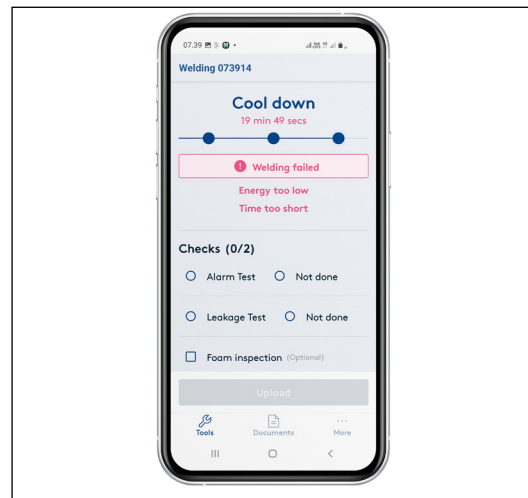 07.39
Welding 073914
Cool down
19 min 49 secs
Welding failed
Energy too low
Time too short
Checks (0/2)
Alarm Test Not done
Leakage Test Not done
Foam inspection (Optional)
Upload
Tools Documents More